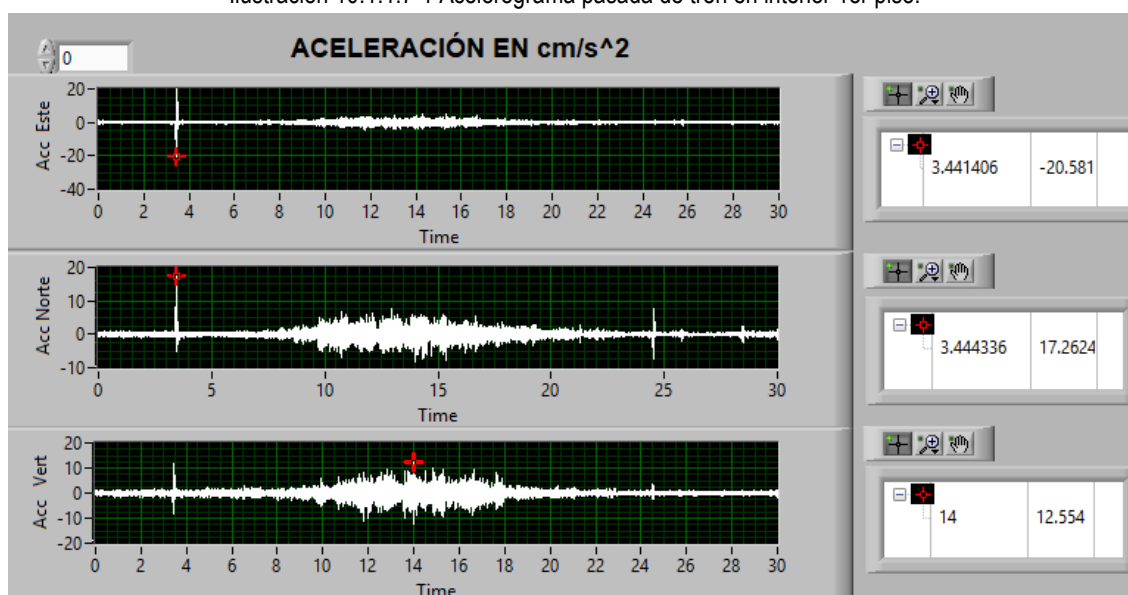 Ilustración 10.1.1.7-1 Acelerograma pasada de tren en interior 1er piso.
ACELERACIÓN EN cm/s^2
0
Acc Este
20
0
-20
-40
0 2 4 6 8 10 12 14 16 18 20 22 24 26 28 30
Time
3.441406 -20.581
Acc Norte
20
10
0
-10
0 5 10 15 20 25 30
Time
3.444336 17.2624
Acc Vert
20
10
0
-10
-20
0 2 4 6 8 10 12 14 16 18 20 22 24 26 28 30
Time
14 12.554